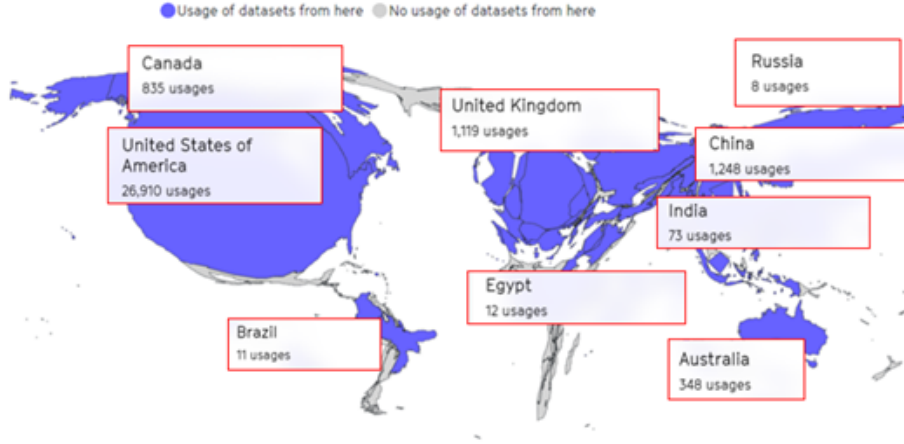 Usage of datasets from here No usage of datasets from here
Canada
835 usages
Russia
8 usages
United Kingdom
1,119 usages
United States of
America
26,910 usages
China
1,248 usages
India
73 usages
Egypt
12 usages
Brazil
11 usages
Australia
348 usages